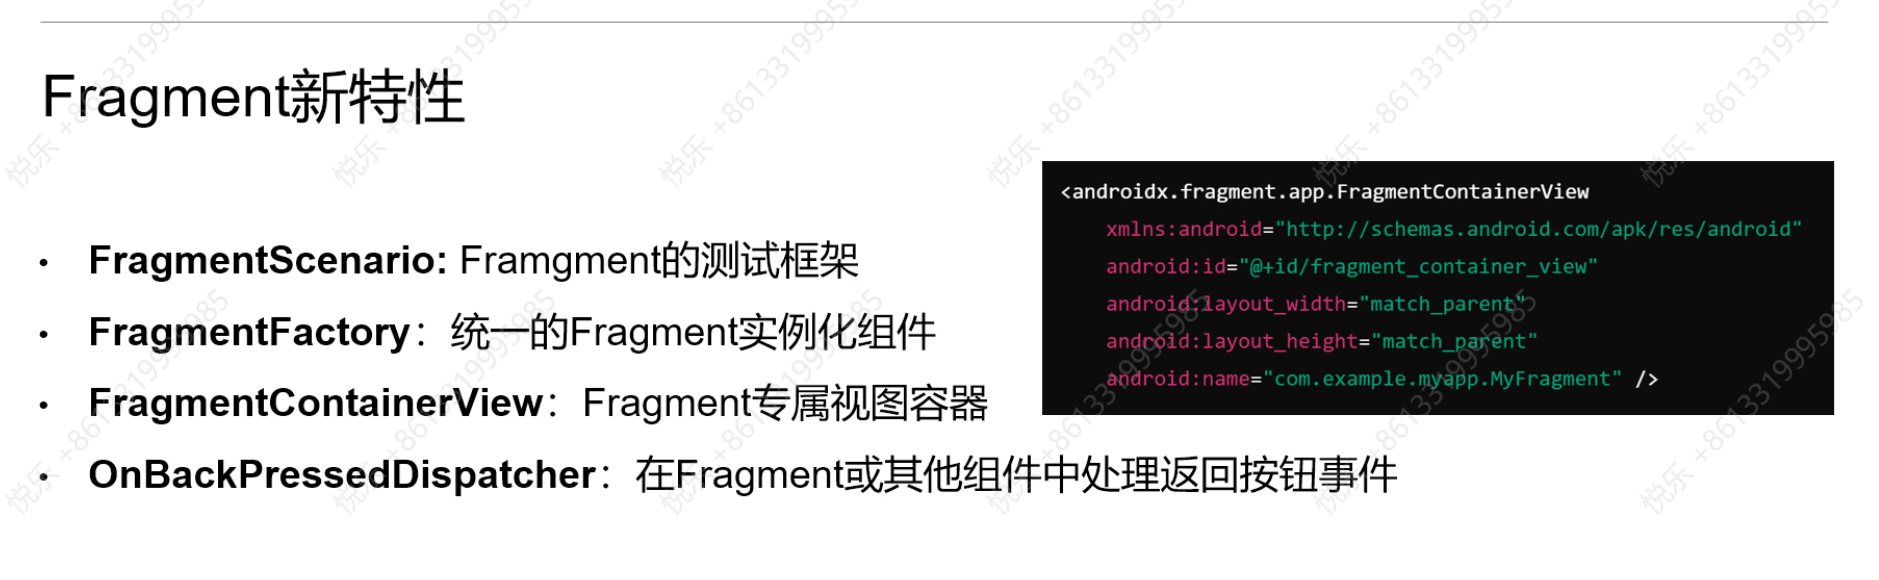 Fragment新特性
• FragmentScenario: Framgment的测试框架
• FragmentFactory：统一的Fragment实例化组件
• FragmentContainerView：Fragment专属视图容器
• OnBackPressedDispatcher：在Fragment或其他组件中处理返回按钮事件
<androidx.fragment.app.FragmentContainerView
xmlns:android="http://schemas.android.com/apk/res/android"
android:id="@+id/fragment_container_view"
android:layout_width="match_parent"
android:layout_height="match_parent"
android:name="com.example.myapp.MyFragment" />
悦乐 +8613319995985